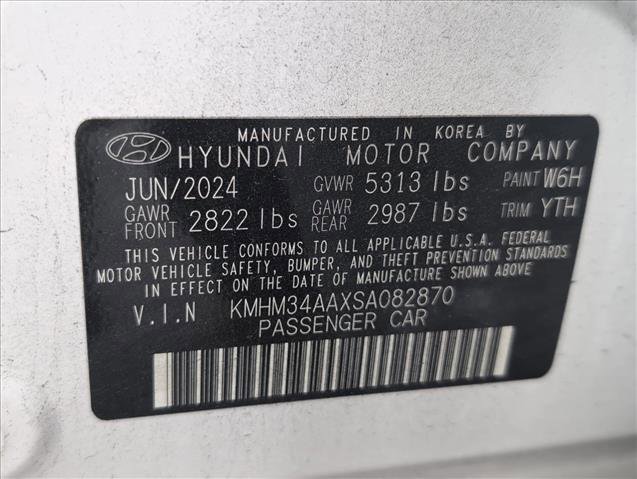 MANUFACTURED IN KOREA BY
HYUNDAI MOTOR COMPANY
JUN/2024 GVWR 5313 lbs PAINT W6H
GAWR FRONT 2822 lbs GAWR REAR 2987 lbs TRIM YTH
THIS VEHICLE CONFORMS TO ALL APPLICABLE U.S.A. FEDERAL
MOTOR VEHICLE SAFETY, BUMPER, AND THEFT PREVENTION STANDARDS
IN EFFECT ON THE DATE OF MANUFACTURE SHOWN ABOVE
V.I.N KMHM34AAXSA082870
PASSENGER CAR